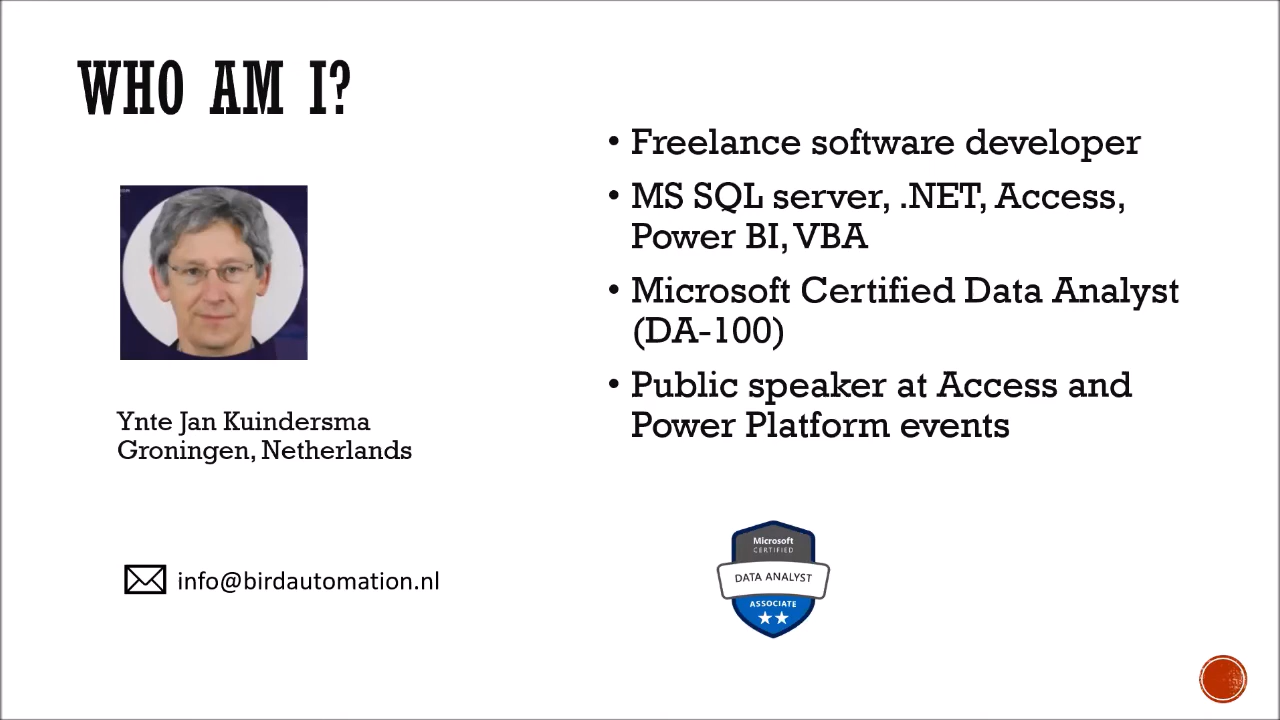 WHO AM I?
• Freelance software developer
• MS SQL server, .NET, Access,
Power BI, VBA
• Microsoft Certified Data Analyst
(DA-100)
• Public speaker at Access and
Power Platform events
Ynte Jan Kuindersma
Groningen, Netherlands
info@birdautomation.nl
Microsoft
CERTIFIED
DATA ANALYST
ASSOCIATE